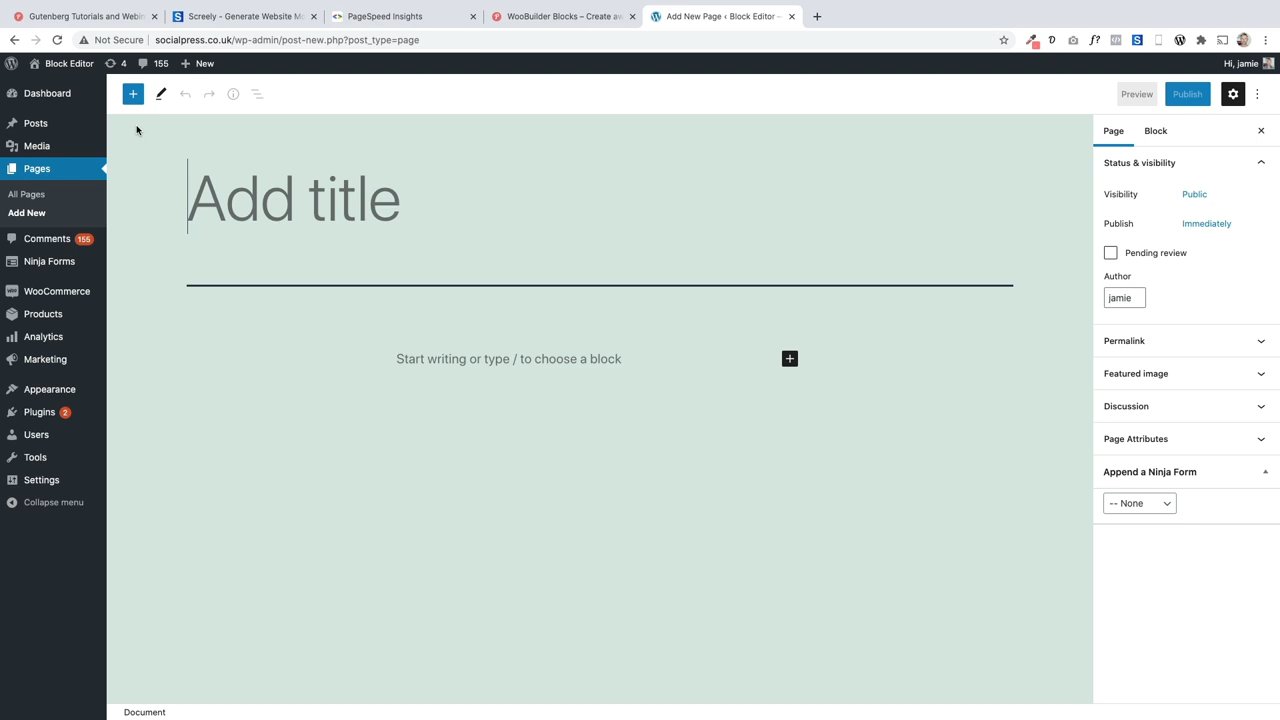 Gutenberg Tutorials and Webin
Screely - Generate Website Mo
PageSpeed Insights
WooBuilder Blocks – Create aw
Add New Page ‹ Block Editor —
Not Secure
socialpress.co.uk/wp-admin/post-new.php?post_type=page
Block Editor
4
155
New
Hi, jamie
Dashboard
Posts
Media
Pages
All Pages
Add New
Comments 155
Ninja Forms
WooCommerce
Products
Analytics
Marketing
Appearance
Plugins 2
Users
Tools
Settings
Collapse menu
Preview
Publish
Add title
Start writing or type / to choose a block
Page
Block
Status & visibility
Visibility
Public
Publish
Immediately
Pending review
Author
jamie
Permalink
Featured image
Discussion
Page Attributes
Append a Ninja Form
-- None
Document